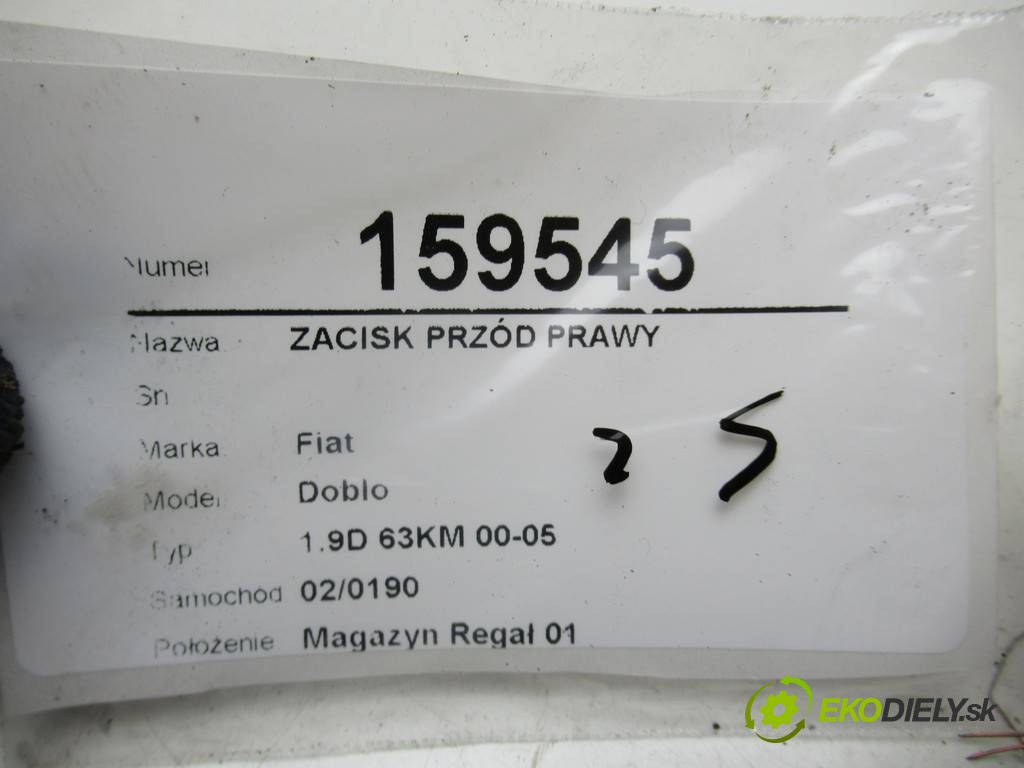 Numer 159545
Nazwa ZACISK PRZÓD PRAWY
Sn
Marka Fiat
Model Doblo
Typ 1.9D 63KM 00-05
Samochód 02/0190
Położenie Magazyn Regał 01
2 5
EKODIELY.sk